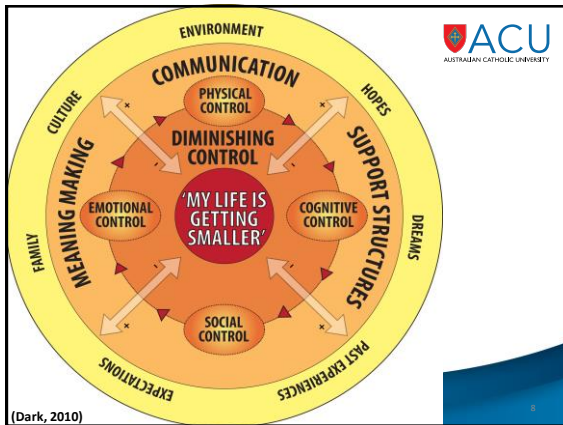 ENVIRONMENT
CULTURE
HOPES
FAMILY
DREAMS
EXPECTATIONS
PAST EXPERIENCES
COMMUNICATION
MEANING MAKING
SUPPORT STRUCTURES
PHYSICAL
CONTROL
DIMINISHING
CONTROL
EMOTIONAL
CONTROL
'MY LIFE IS
GETTING
SMALLER'
COGNITIVE
CONTROL
SOCIAL
CONTROL
+
-
+
-
-
+
-
+
ACU
AUSTRALIAN CATHOLIC UNIVERSITY
(Dark, 2010)
8